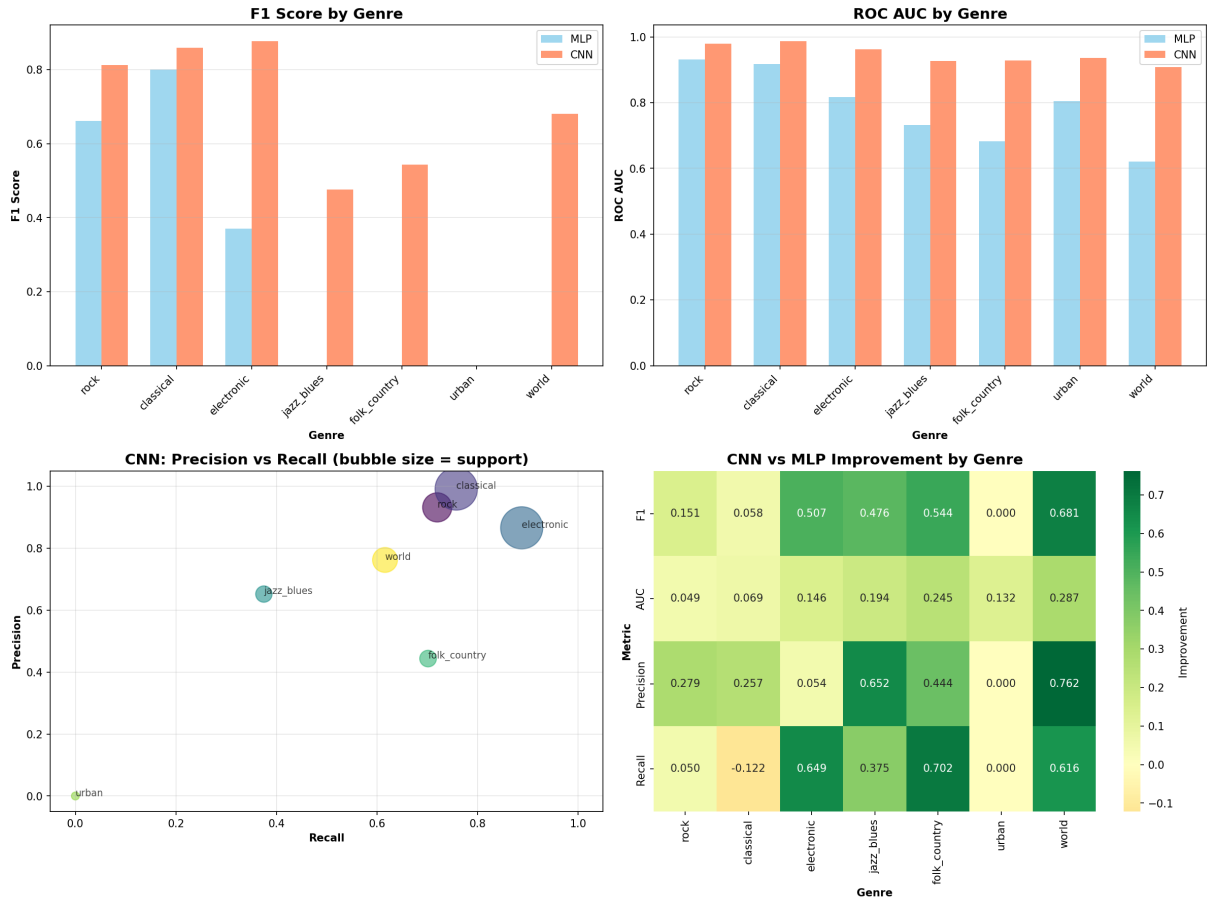 F1 Score by Genre
MLP
CNN
0.8
0.6
0.4
0.2
0.0
F1 Score
rock
classical
electronic
jazz_blues
folk_country
urban
world
Genre
ROC AUC by Genre
MLP
CNN
1.0
0.8
0.6
0.4
0.2
0.0
ROC AUC
rock
classical
electronic
jazz_blues
folk_country
urban
world
Genre
CNN: Precision vs Recall (bubble size = support)
1.0
0.8
0.6
0.4
0.2
0.0
Precision
classical
rock
electronic
world
jazz_blues
folk_country
urban
0.0 0.2 0.4 0.6 0.8 1.0
Recall
CNN vs MLP Improvement by Genre
Metric
F1 0.151 0.058 0.507 0.476 0.544 0.000 0.681
AUC 0.049 0.069 0.146 0.194 0.245 0.132 0.287
Precision 0.279 0.257 0.054 0.652 0.444 0.000 0.762
Recall 0.050 -0.122 0.649 0.375 0.702 0.000 0.616
rock
classical
electronic
jazz_blues
folk_country
urban
world
Genre
0.7
0.6
0.5
0.4
0.3
0.2
0.1
0.0
−0.1
Improvement